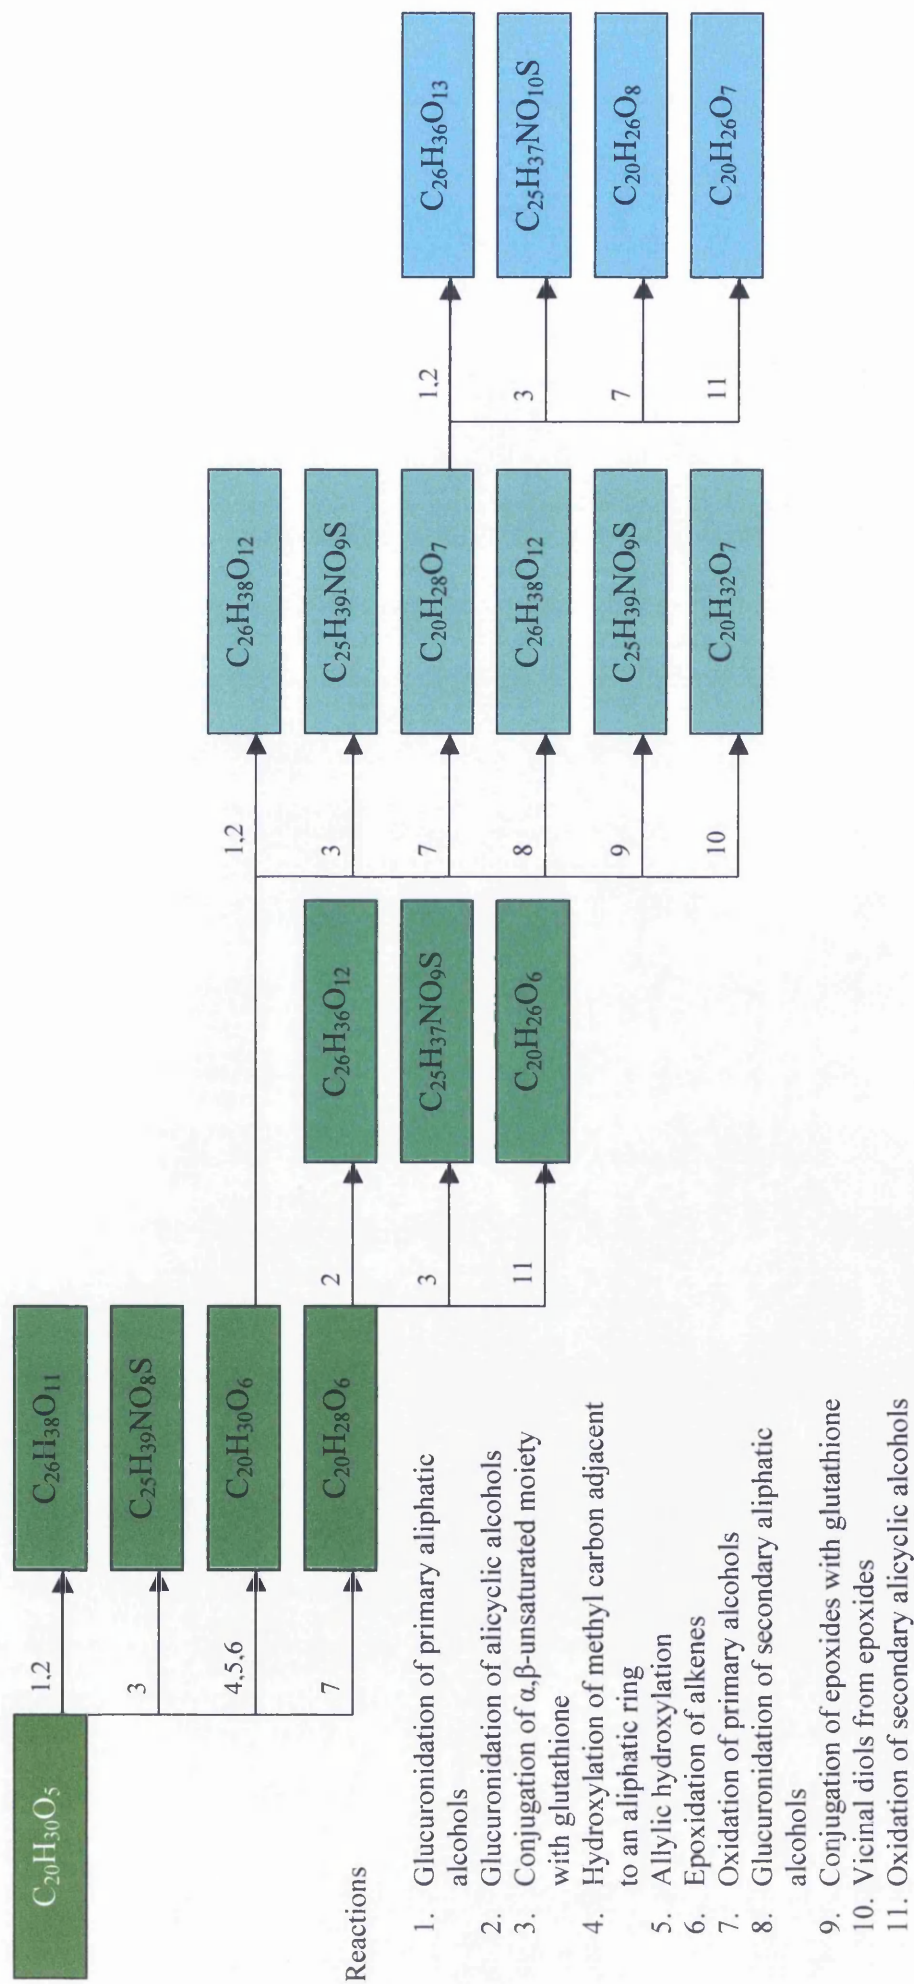 C₂₀H₃₀O₅
1,2
3
4,5,6
7
C₂₆H₃₈O₁₁
C₂₅H₃₉NO₈S
C₂₀H₃₀O₆
C₂₀H₂₈O₆
2
3
11
C₂₆H₃₆O₁₂
C₂₅H₃₇NO₉S
C₂₀H₂₆O₆
1,2
3
7
8
9
10
C₂₆H₃₈O₁₂
C₂₅H₃₉NO₉S
C₂₀H₂₈O₇
C₂₆H₃₈O₁₂
C₂₅H₃₉NO₉S
C₂₀H₃₂O₇
1,2
3
7
11
C₂₆H₃₆O₁₃
C₂₅H₃₇NO₁₀S
C₂₀H₂₆O₈
C₂₀H₂₆O₇
Reactions
1. Glucuronidation of primary aliphatic
alcohols
2. Glucuronidation of alicyclic alcohols
3. Conjugation of α,β-unsaturated moiety
with glutathione
4. Hydroxylation of methyl carbon adjacent
to an aliphatic ring
5. Allylic hydroxylation
6. Epoxidation of alkenes
7. Oxidation of primary alcohols
8. Glucuronidation of secondary aliphatic
alcohols
9. Conjugation of epoxides with glutathione
10. Vicinal diols from epoxides
11. Oxidation of secondary alicyclic alcohols